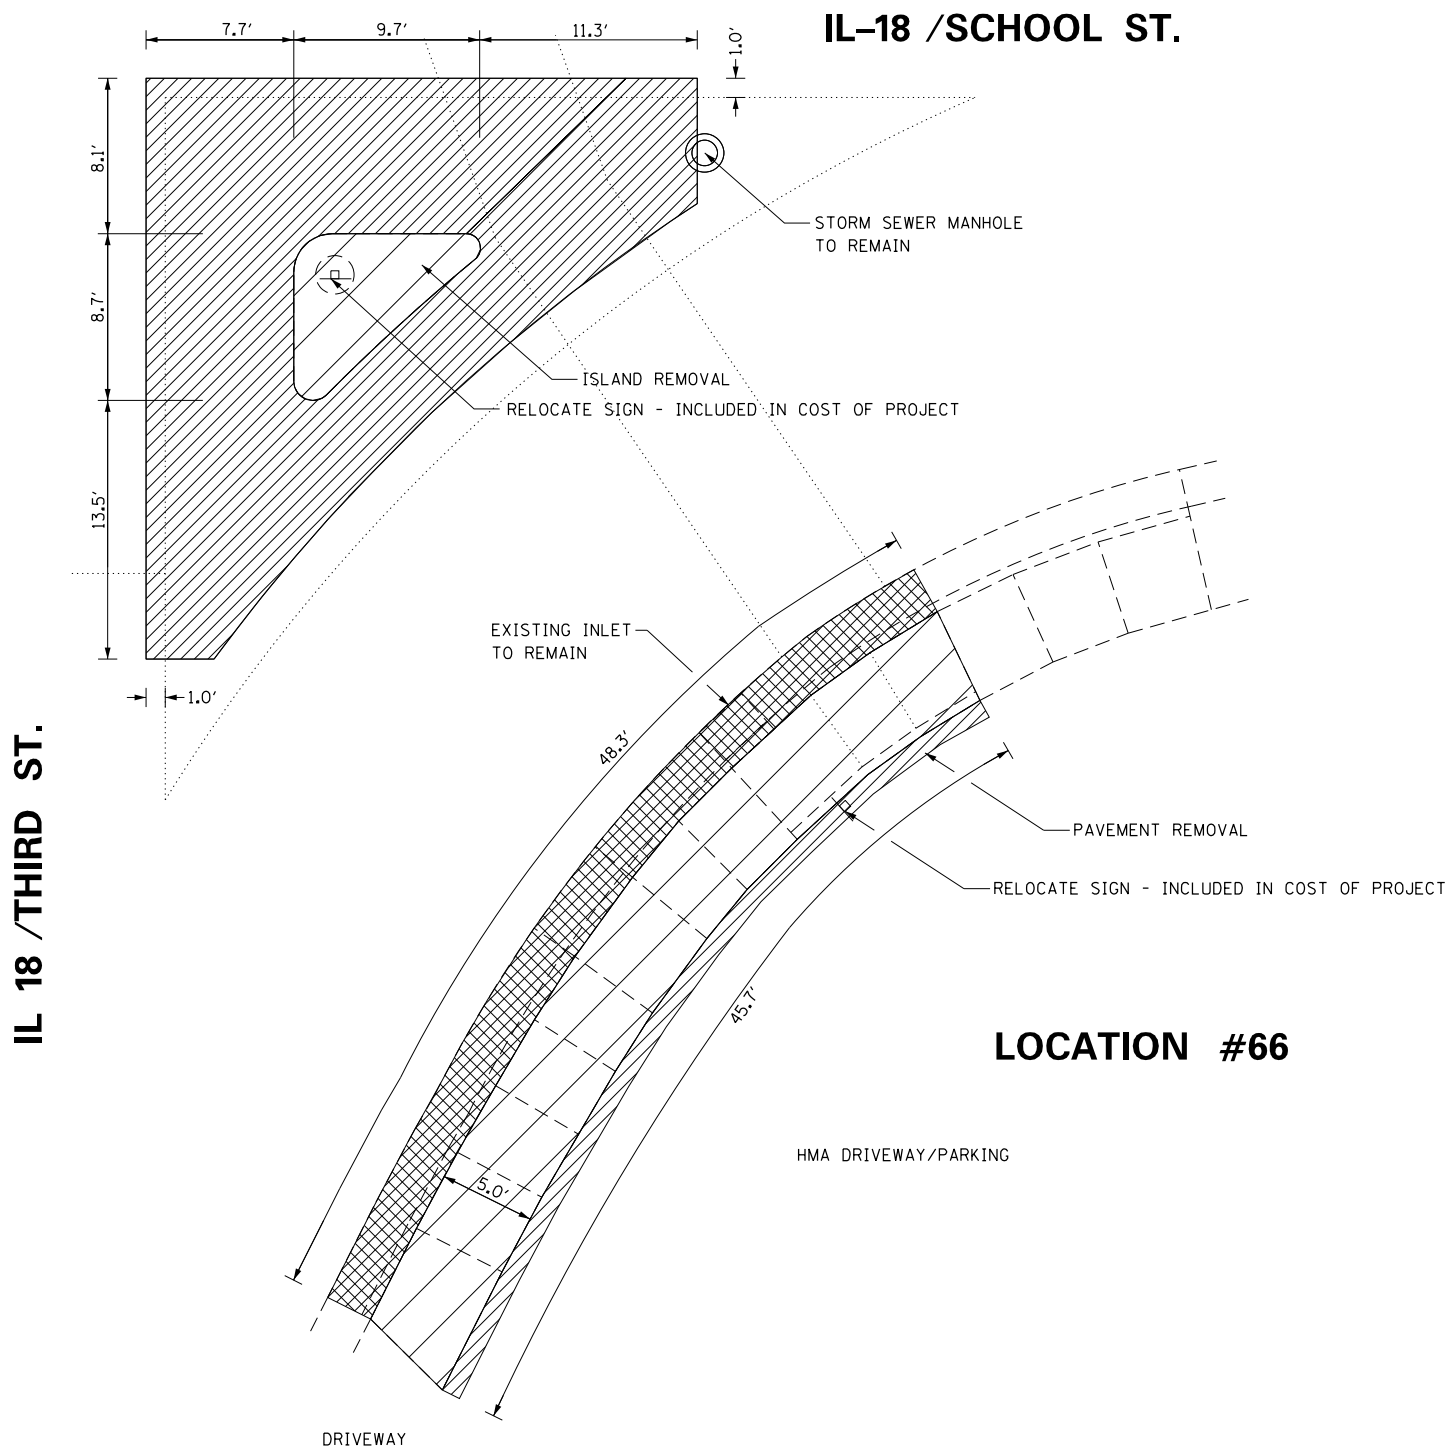 IL-18 /SCHOOL ST.
7.7'
9.7'
11.3'
1.0'
8.1'
STORM SEWER MANHOLE
TO REMAIN
8.7'
ISLAND REMOVAL
RELOCATE SIGN - INCLUDED IN COST OF PROJECT
13.5'
EXISTING INLET
TO REMAIN
1.0'
48.3'
IL 18 /THIRD ST.
PAVEMENT REMOVAL
RELOCATE SIGN - INCLUDED IN COST OF PROJECT
45.7'
LOCATION #66
HMA DRIVEWAY/PARKING
5.0'
DRIVEWAY